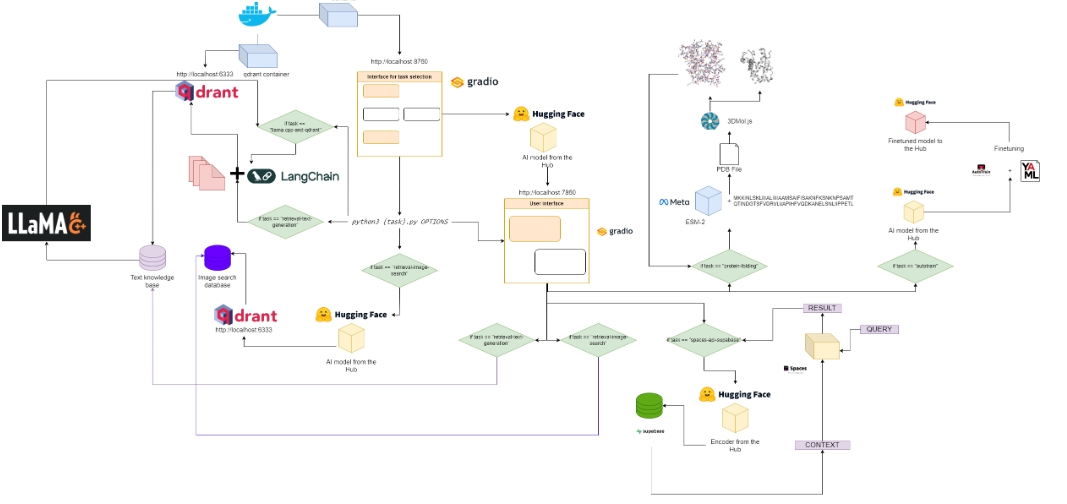 http://localhost:8760
Interface for task selection
gradio
http://localhost:6333
qdrant container
drant
if task ==
"llama.cpp-and-qdrant"
LangChain
+
Hugging Face
AI model from the
Hub
http://localhost:7860
User interface
gradio
LLaMA
C++
if task == "retrieval-text-
generation"
python3 {task}.py OPTIONS
if task == "retrieval-image-
search"
Text knowledge
base
Image search
database
drant
http://localhost:6333
Hugging Face
AI model from the
Hub
3DMol.js
PDB File
Meta
ESM-2
+
if task == "protein-folding"
Hugging Face
Finetuned model to
the Hub
Finetuning
AutoTrain
+
YA
ML
Hugging Face
AI model from the
Hub
if task == "autotrain"
if task == "retrieval-text-
generation"
if task == "retrieval-image-
search"
if task == "spaces-api-supabase"
RESULT
QUERY
Spaces
Hugging Face
Encoder from the
Hub
supabase
CONTEXT